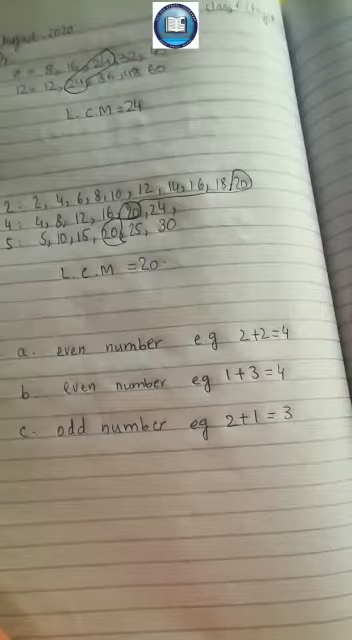 August, 2020
8 = 8, 16, 24, 32, 40
12 = 12, 24, 36, 48 60
L.C.M = 24
2: 2, 4, 6, 8, 10, 12, 14, 16, 18, 20
4: 4, 8, 12, 16, 20, 24,
5: 5, 10, 15, 20, 25, 30
L.C.M = 20.
a. even number eg 2+2=4
b. even number eg 1+3=4
c. odd number eg 2+1=3